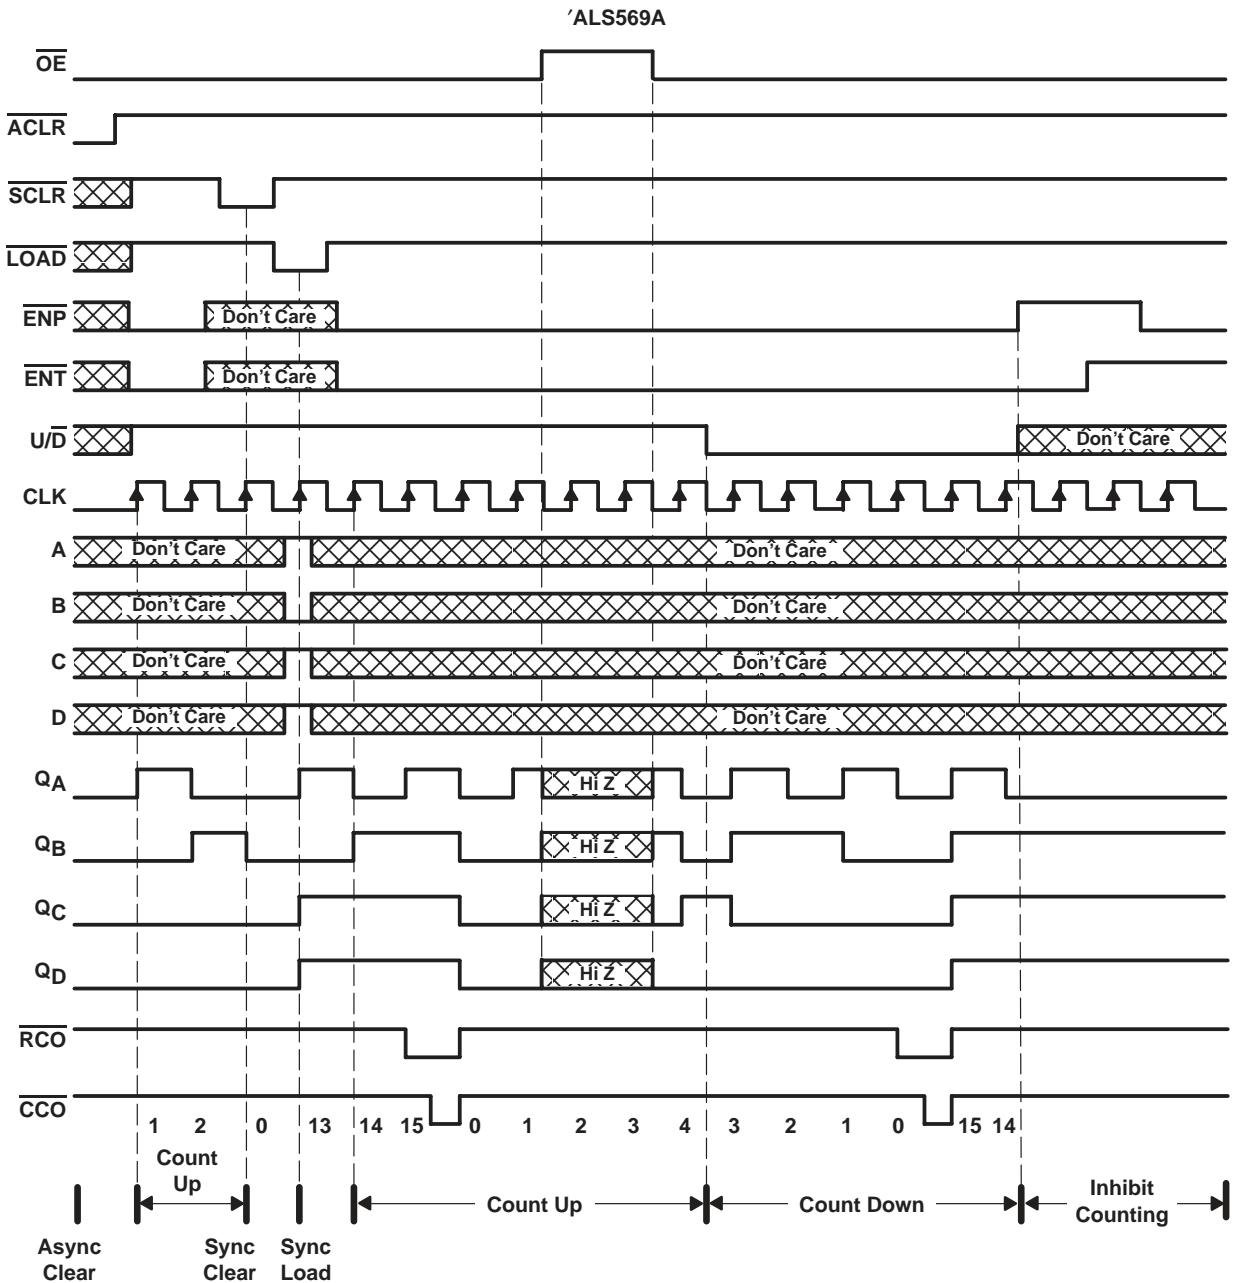 ′ALS569A
OE
ACLR
SCLR
LOAD
ENP Don't Care
ENT Don't Care
U/D Don't Care
CLK
A Don't Care Don't Care
B Don't Care Don't Care
C Don't Care Don't Care
D Don't Care Don't Care
QA Hi Z
QB Hi Z
QC Hi Z
QD Hi Z
RCO
CCO
1 2 0 13 14 15 0 1 2 3 4 3 2 1 0 15 14
Count
Up
Count Up
Count Down
Inhibit
Counting
Async
Clear
Sync
Clear
Sync
Load